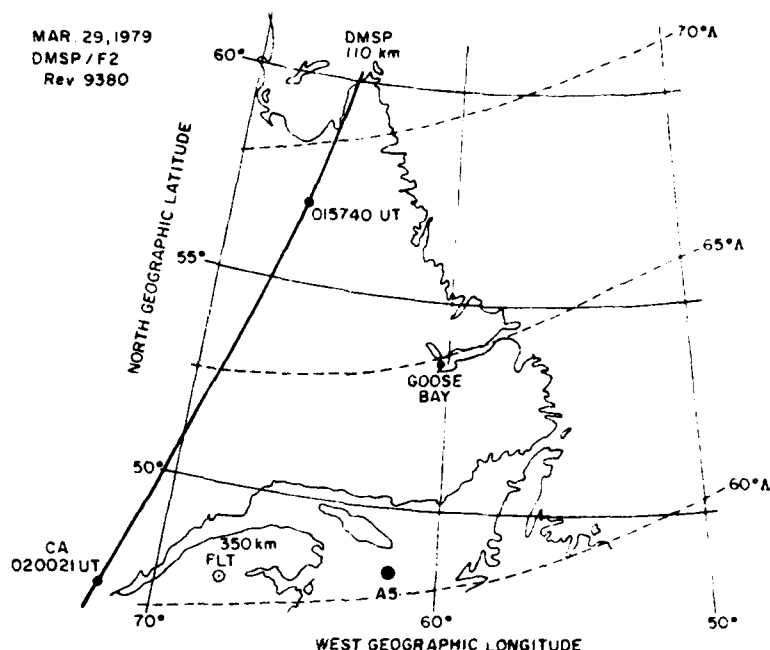 MAR. 29, 1979
DMSP/F2
Rev 9380
DMSP
110 km
60°
70°Λ
NORTH GEOGRAPHIC LATITUDE
015740 UT
55°
65°Λ
GOOSE
BAY
50°
60°Λ
CA
020021 UT
350 km
FLT
A5
70°
60°
50°
WEST GEOGRAPHIC LONGITUDE